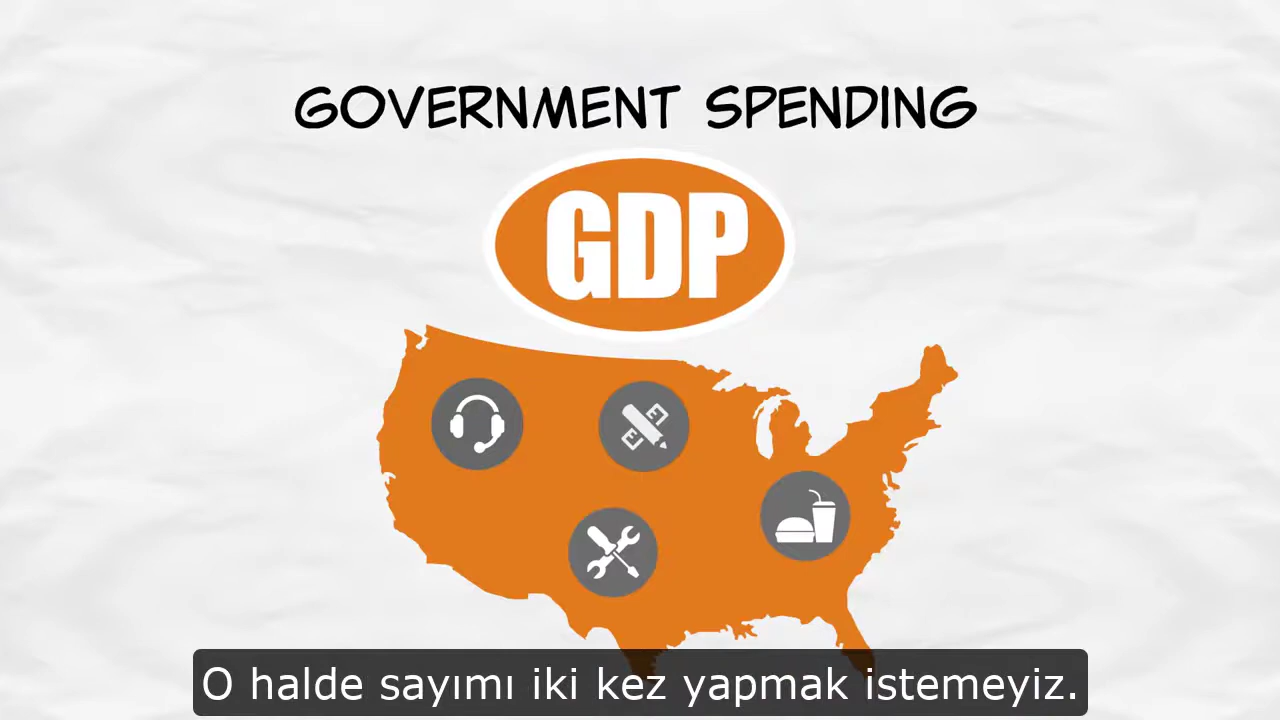 GOVERNMENT SPENDING
GDP
O halde sayımı iki kez yapmak istemeyiz.